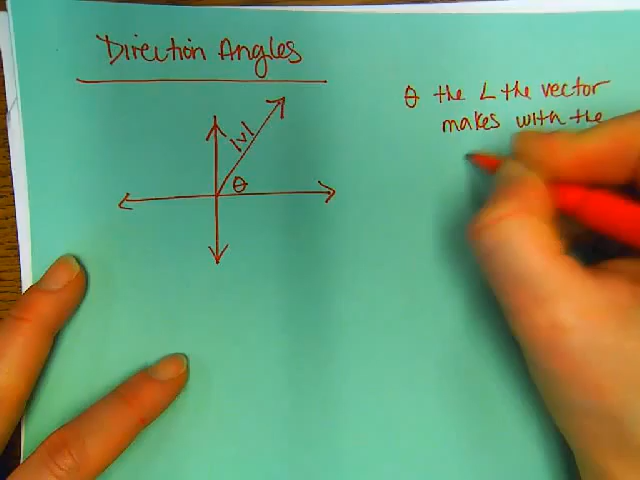 Direction Angles
θ the ∠ the vector
makes with the
|v|
θ